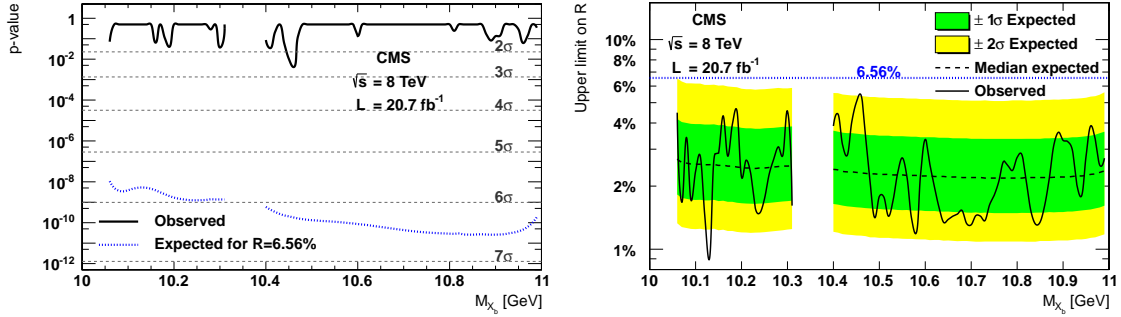 p-value
1
10⁻²
10⁻⁴
10⁻⁶
10⁻⁸
10⁻¹⁰
10⁻¹²
2σ
3σ
4σ
5σ
6σ
7σ
CMS
√s = 8 TeV
L = 20.7 fb⁻¹
Observed
Expected for R=6.56%
10 10.2 10.4 10.6 10.8 11
M_{X_b} [GeV]
Upper limit on R
10%
8%
6%
4%
2%
1%
CMS
√s = 8 TeV
L = 20.7 fb⁻¹
± 1σ Expected
± 2σ Expected
Median expected
Observed
6.56%
10 10.1 10.2 10.3 10.4 10.5 10.6 10.7 10.8 10.9 11
M_{X_b} [GeV]